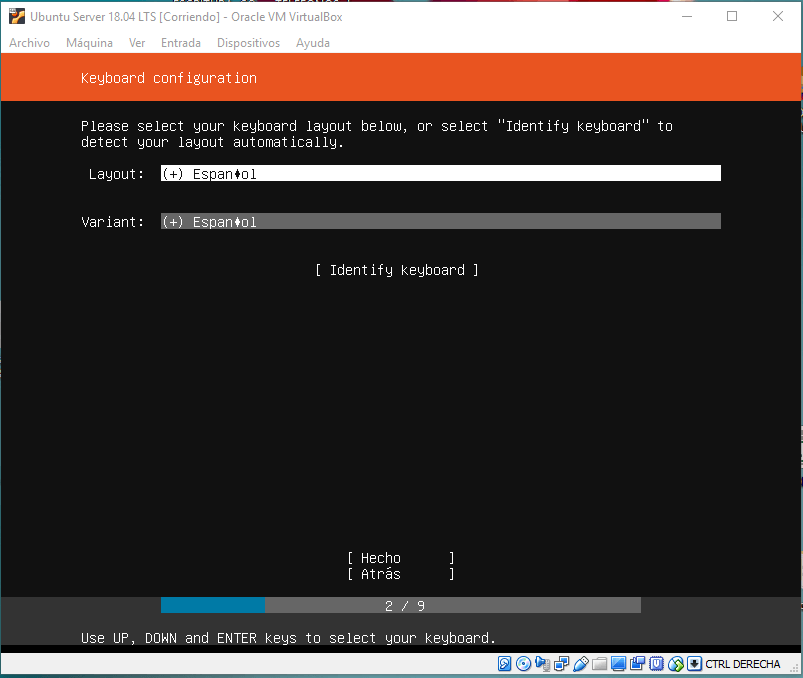 Ubuntu Server 18.04 LTS [Corriendo] - Oracle VM VirtualBox
Archivo Máquina Ver Entrada Dispositivos Ayuda
Keyboard configuration
Please select your keyboard layout below, or select "Identify keyboard" to
detect your layout automatically.
Layout: (+) Espan♦ol
Variant: (+) Espan♦ol
[ Identify keyboard ]
[ Hecho ]
[ Atrás ]
2 / 9
Use UP, DOWN and ENTER keys to select your keyboard.
CTRL DERECHA